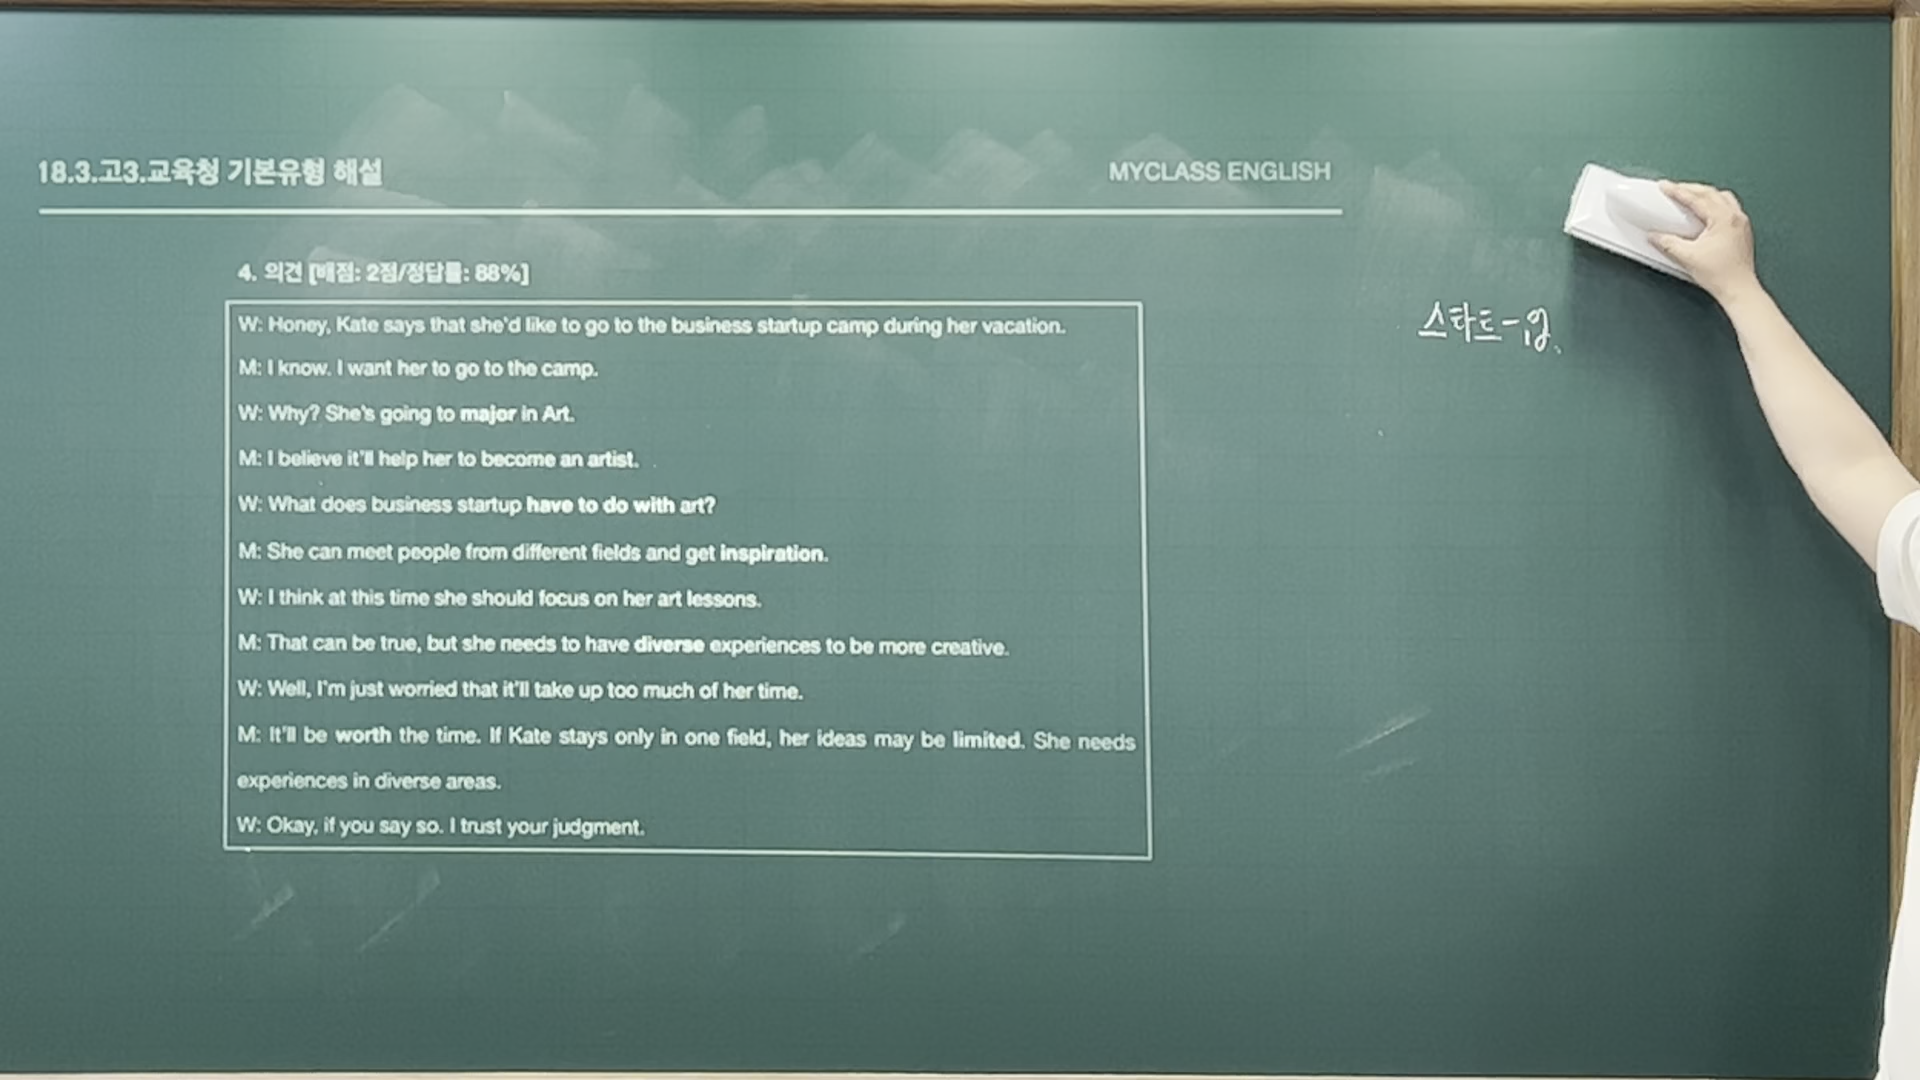 18.3.고3.교육청 기본유형 해설
MYCLASS ENGLISH
4. 의견 [배점: 2점/정답률: 88%]
W: Honey, Kate says that she'd like to go to the business startup camp during her vacation.
M: I know. I want her to go to the camp.
W: Why? She's going to major in Art.
M: I believe it'll help her to become an artist.
W: What does business startup have to do with art?
M: She can meet people from different fields and get inspiration.
W: I think at this time she should focus on her art lessons.
M: That can be true, but she needs to have diverse experiences to be more creative.
W: Well, I'm just worried that it'll take up too much of her time.
M: It'll be worth the time. If Kate stays only in one field, her ideas may be limited. She needs
experiences in diverse areas.
W: Okay, if you say so. I trust your judgment.
스타트-업